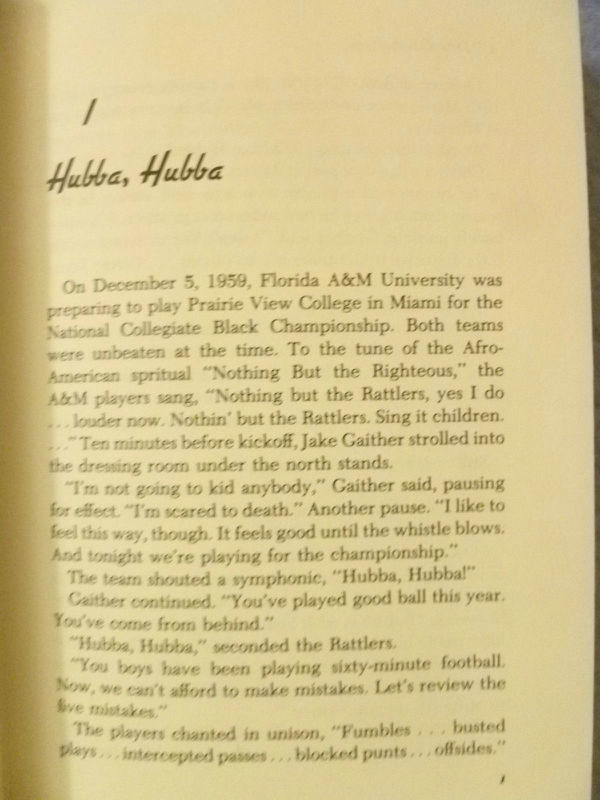 1
Hubba, Hubba
On December 5, 1959, Florida A&M University was
preparing to play Prairie View College in Miami for the
National Collegiate Black Championship. Both teams
were unbeaten at the time. To the tune of the Afro-
American spritual "Nothing But the Righteous," the
A&M players sang, "Nothing but the Rattlers, yes I do
. . . louder now. Nothin' but the Rattlers. Sing it children.
. . ." Ten minutes before kickoff, Jake Gaither strolled into
the dressing room under the north stands.
"I'm not going to kid anybody," Gaither said, pausing
for effect. "I'm scared to death." Another pause. "I like to
feel this way, though. It feels good until the whistle blows.
And tonight we're playing for the championship."
The team shouted a symphonic, "Hubba, Hubba!"
Gaither continued. "You've played good ball this year.
You've come from behind."
"Hubba, Hubba," seconded the Rattlers.
"You boys have been playing sixty-minute football.
Now, we can't afford to make mistakes. Let's review the
five mistakes."
The players chanted in unison, "Fumbles . . . busted
plays . . . intercepted passes . . . blocked punts . . . offsides."
1